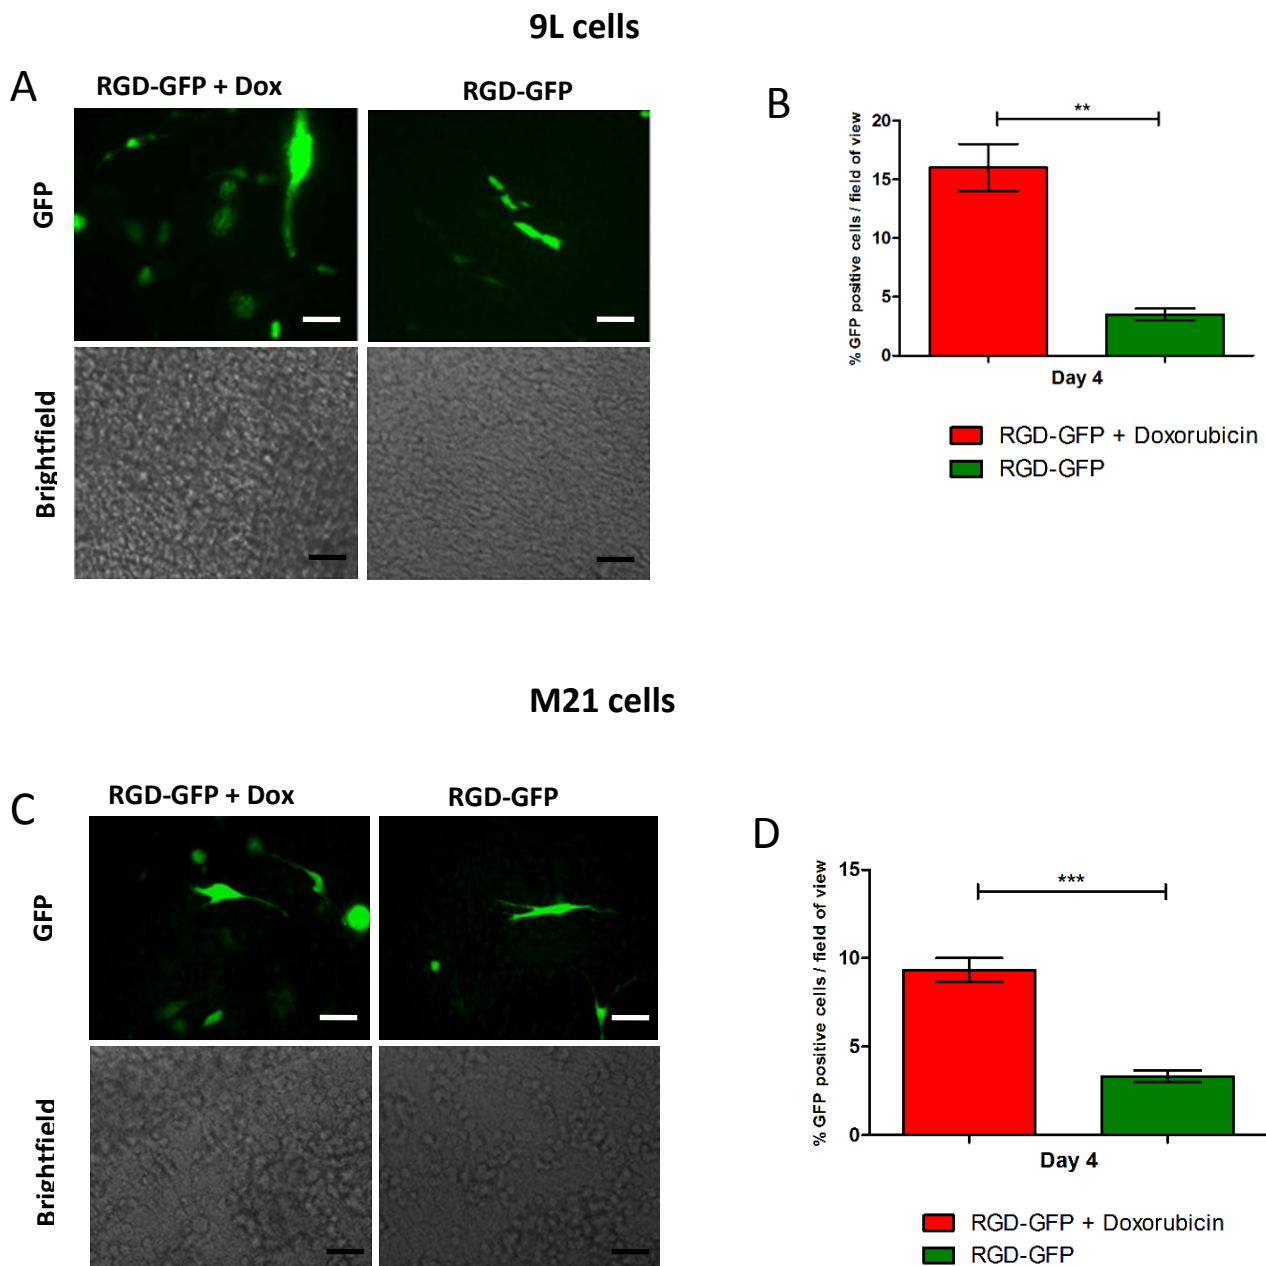 9L cells
A
RGD-GFP + Dox
RGD-GFP
GFP
Brightfield
B
**
20
15
10
5
0
% GFP positive cells / field of view
Day 4
RGD-GFP + Doxorubicin
RGD-GFP
M21 cells
C
RGD-GFP + Dox
RGD-GFP
GFP
Brightfield
D
***
15
10
5
0
% GFP positive cells / field of view
Day 4
RGD-GFP + Doxorubicin
RGD-GFP